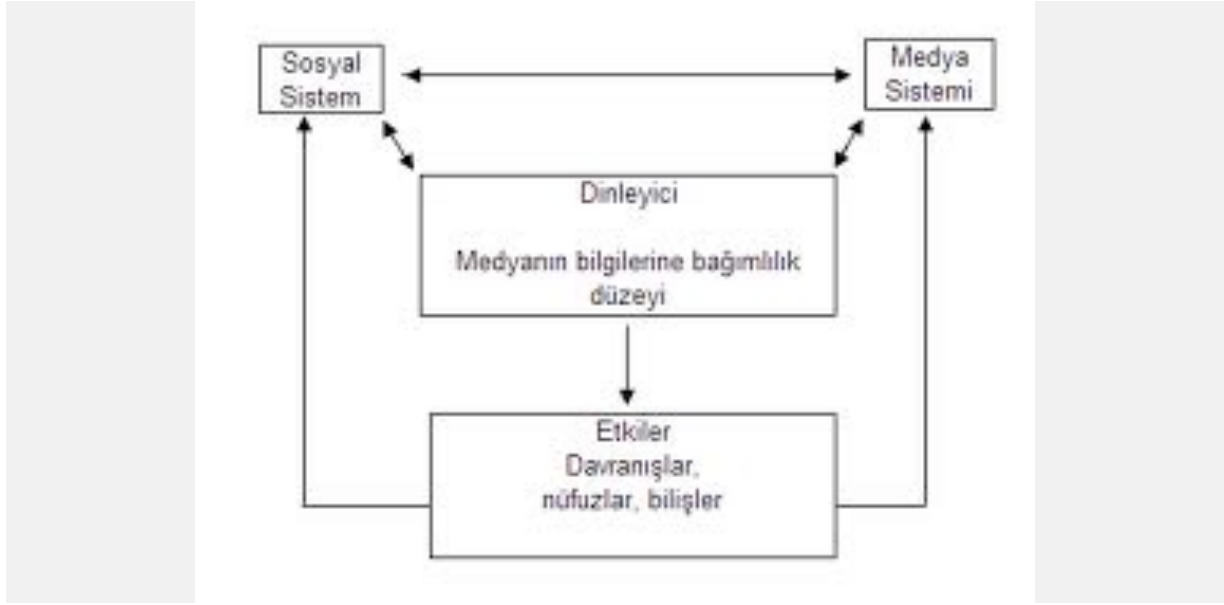 Sosyal
Sistem
Medya
Sistemi
Dinleyici
Medyanın bilgilerine bağımlılık
düzeyi
Etkiler
Davranışlar,
nüfuzlar, bilişler